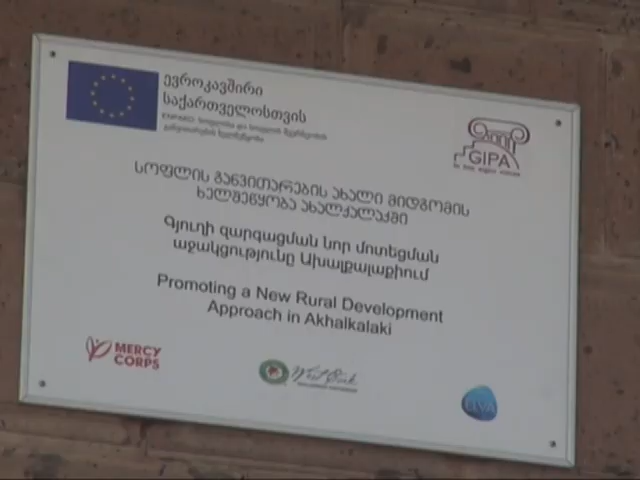 ევროკავშირი
საქართველოსთვის
GIPA
სოფლის განვითარების ახალი მიდგომის
ხელშეწყობა ახალქალაქში
Գյուղի զարգացման նոր մոտեցման
աջակցությունը Ախալքալաքիում
Promoting a New Rural Development
Approach in Akhalkalaki
MERCY
CORPS